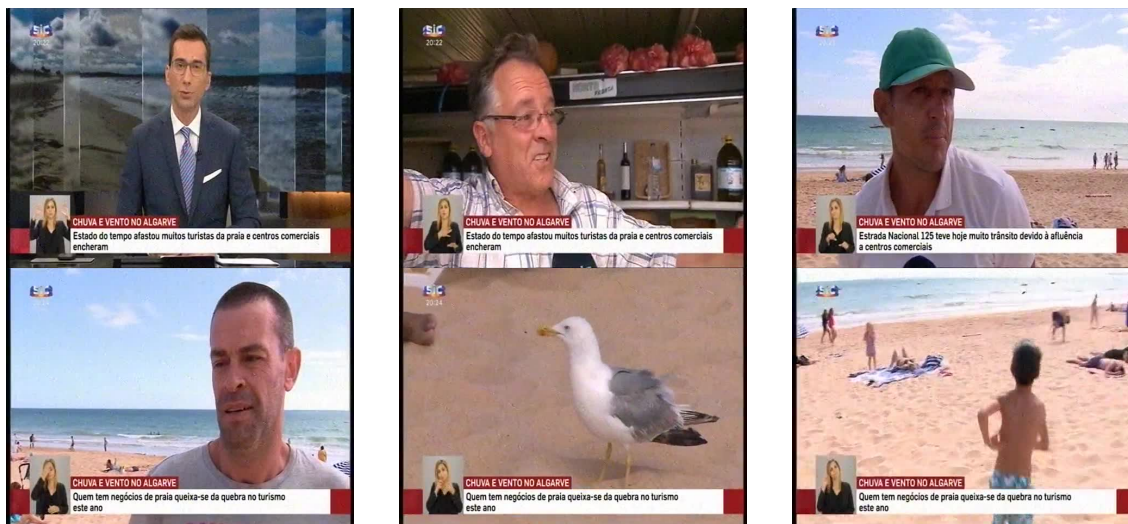 SIC
20:22
CHUVA E VENTO NO ALGARVE
Estado do tempo afastou muitos turistas da praia e centros comerciais
encheram
SIC
20:22
CHUVA E VENTO NO ALGARVE
Estado do tempo afastou muitos turistas da praia e centros comerciais
encheram
SIC
CHUVA E VENTO NO ALGARVE
Estrada Nacional 125 teve hoje muito trânsito devido à afluência
a centros comerciais
SIC
CHUVA E VENTO NO ALGARVE
Quem tem negócios de praia queixa-se da quebra no turismo
este ano
SIC
20:24
CHUVA E VENTO NO ALGARVE
Quem tem negócios de praia queixa-se da quebra no turismo
este ano
SIC
CHUVA E VENTO NO ALGARVE
Quem tem negócios de praia queixa-se da quebra no turismo
este ano